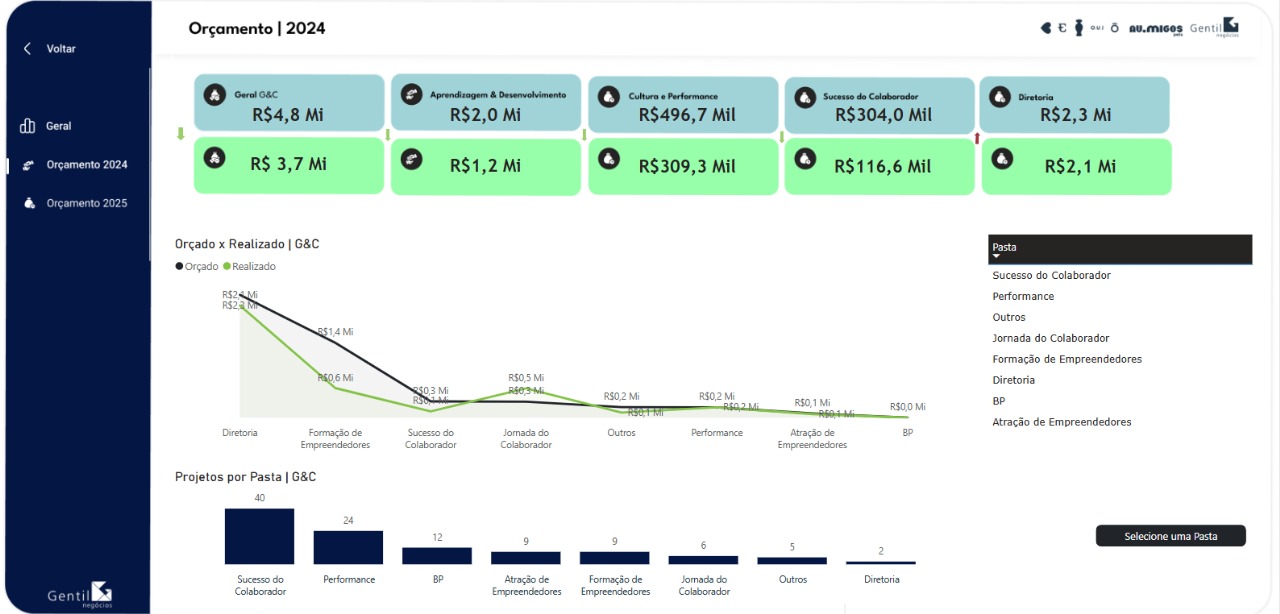 Orçamento | 2024
OUI
AU.MIGOS
PETS
Gentil
negócios
Voltar
Geral
Orçamento 2024
Orçamento 2025
Geral G&C
R$4,8 Mi
R$ 3,7 Mi
Aprendizagem & Desenvolvimento
R$2,0 Mi
R$1,2 Mi
Cultura e Performance
R$496,7 Mil
R$309,3 Mil
Sucesso do Colaborador
R$304,0 Mil
R$116,6 Mil
Diretoria
R$2,3 Mi
R$2,1 Mi
Orçado x Realizado | G&C
Orçado Realizado
R$2,1 Mi
R$2,3 Mi
R$1,4 Mi
R$0,6 Mi
R$0,3 Mi
R$0,1 Mi
R$0,5 Mi
R$0,3 Mi
R$0,2 Mi
R$0,1 Mi
R$0,2 Mi
R$0,2 Mi
R$0,1 Mi
R$0,1 Mi
R$0,0 Mi
Diretoria
Formação de
Empreendedores
Sucesso do
Colaborador
Jornada do
Colaborador
Outros
Performance
Atração de
Empreendedores
BP
Pasta
Sucesso do Colaborador
Performance
Outros
Jornada do Colaborador
Formação de Empreendedores
Diretoria
BP
Atração de Empreendedores
Projetos por Pasta | G&C
40
24
12
9
9
6
5
2
Sucesso do
Colaborador
Performance
BP
Atração de
Empreendedores
Formação de
Empreendedores
Jornada do
Colaborador
Outros
Diretoria
Selecione uma Pasta
Gentil
negócios